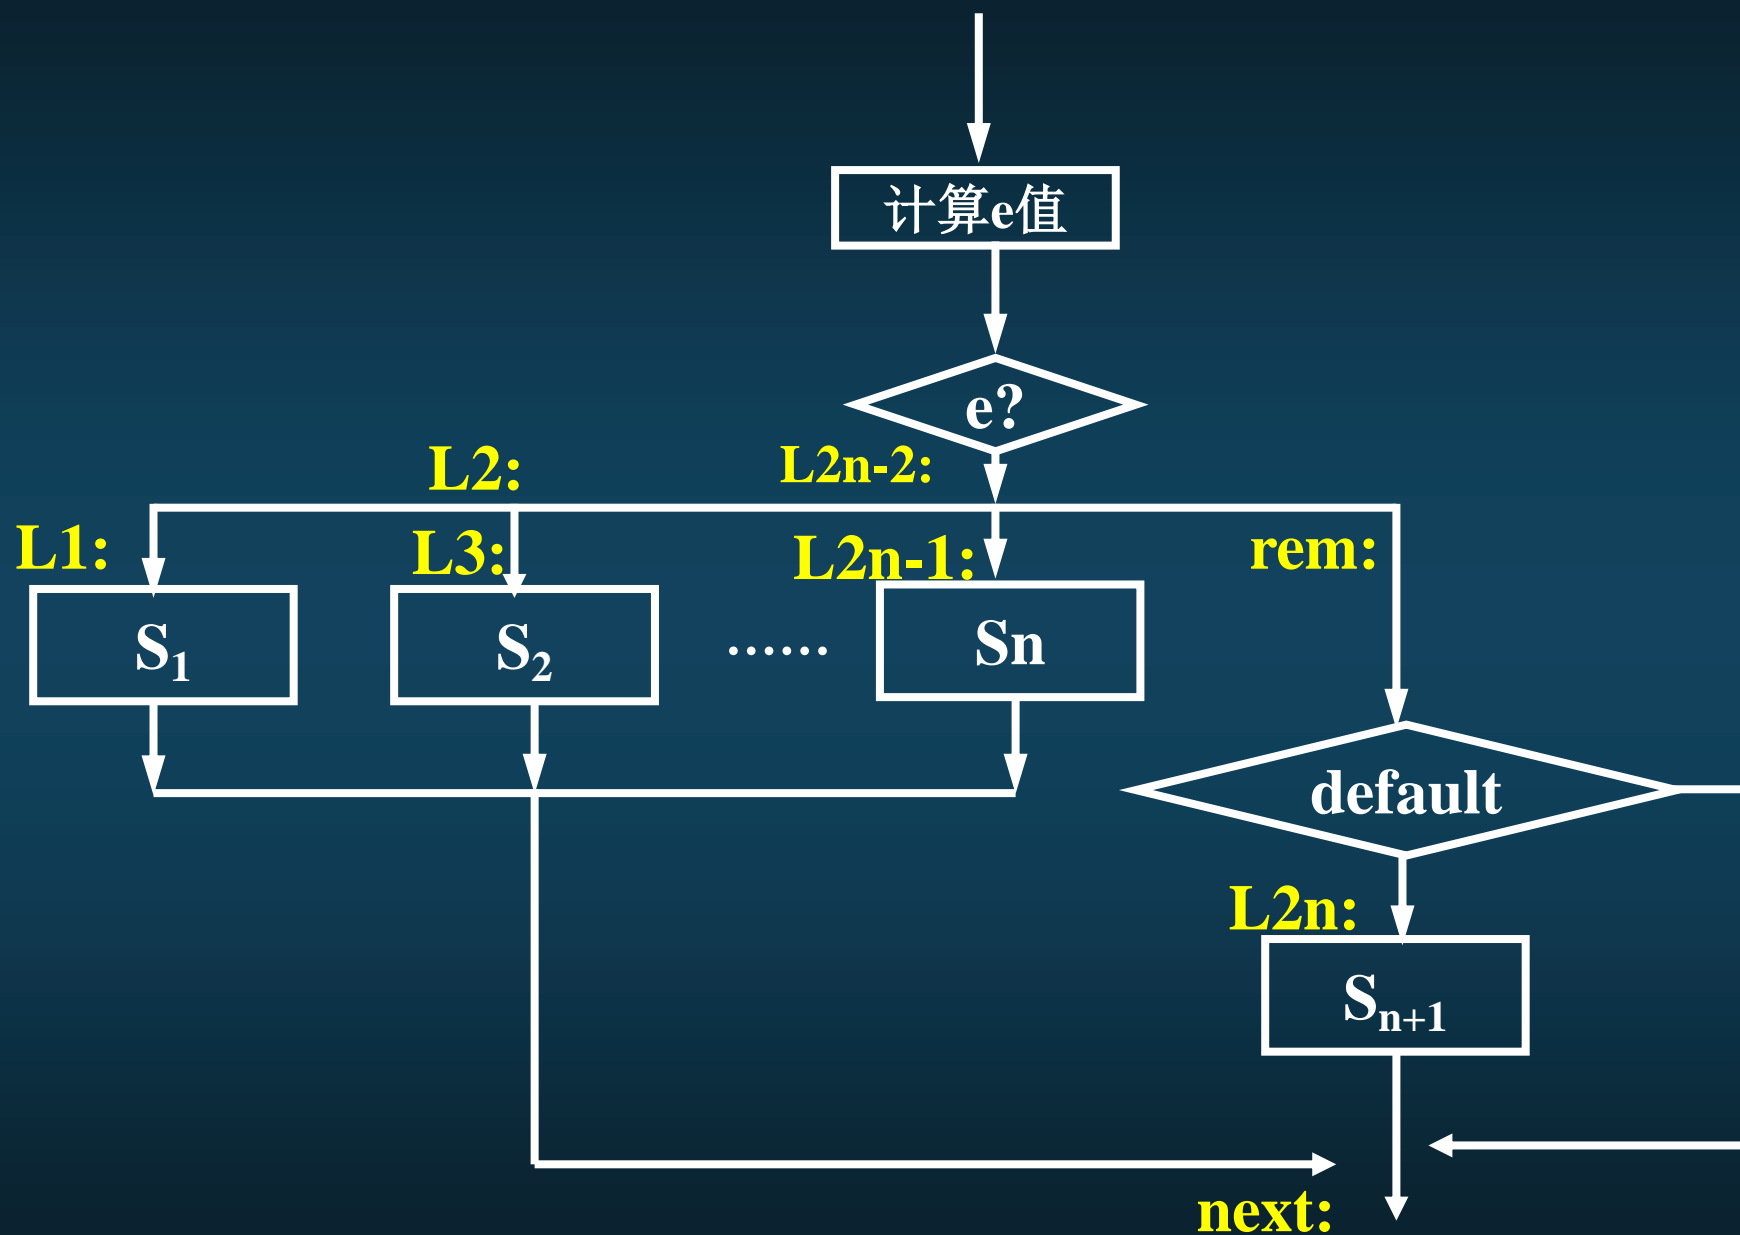 计算e值
e?
L2:
L2n-2:
L1:
L3:
L2n-1:
rem:
S1
S2
......
Sn
default
L2n:
Sn+1
next: